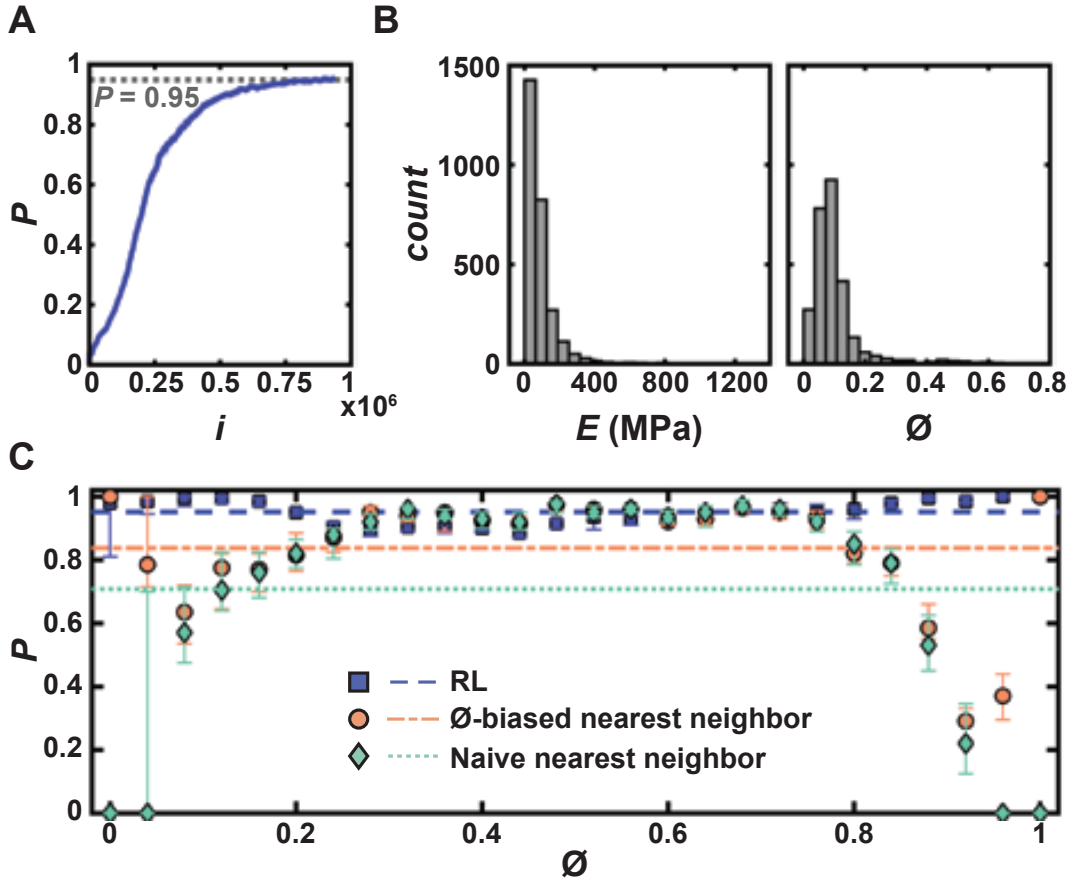 A
B
1
0.8
0.6
0.4
0.2
0
P
P = 0.95
0 0.25 0.5 0.75 1
x10⁶
i
1500
1000
500
0
count
0 400 800 1200
E (MPa)
0 0.2 0.4 0.6 0.8
Ø
C
1
0.8
0.6
0.4
0.2
0
P
RL
Ø-biased nearest neighbor
Naive nearest neighbor
0 0.2 0.4 0.6 0.8 1
Ø